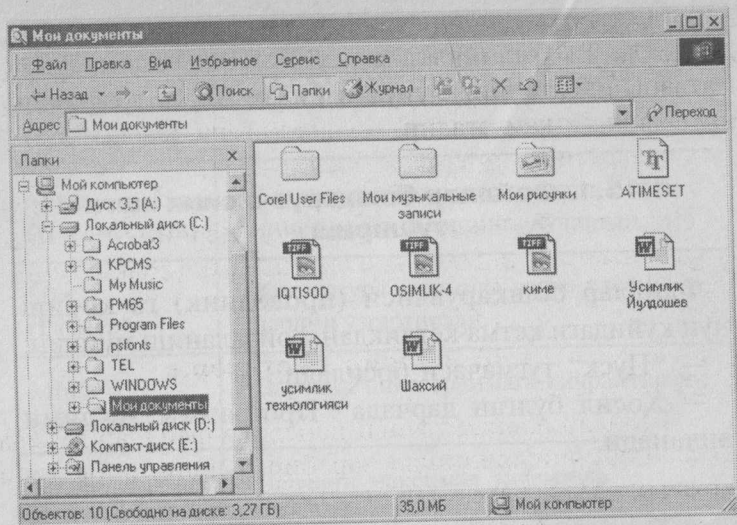 Мои документы
Файл Правка Вид Избранное Сервис Справка
Назад Поиск Папки Журнал
Адрес Мои документы Переход
Папки
Мой компьютер
Диск 3,5 (A:)
Локальный диск (C:)
Acrobat3
KPCMS
My Music
PM65
Program Files
psfonts
TEL
WINDOWS
Мои документы
Локальный диск (D:)
Компакт-диск (E:)
Панель управления
Corel User Files
Мои музыкальные
записи
Мои рисунки
ATIMESET
IQTISOD
OSIMLIK-4
киме
Усимлик
Йулдошев
усимлик
технологияси
Шахсий
Объектов: 10 (Свободно на диске: 3,27 ГБ) 35,0 МБ Мой компьютер